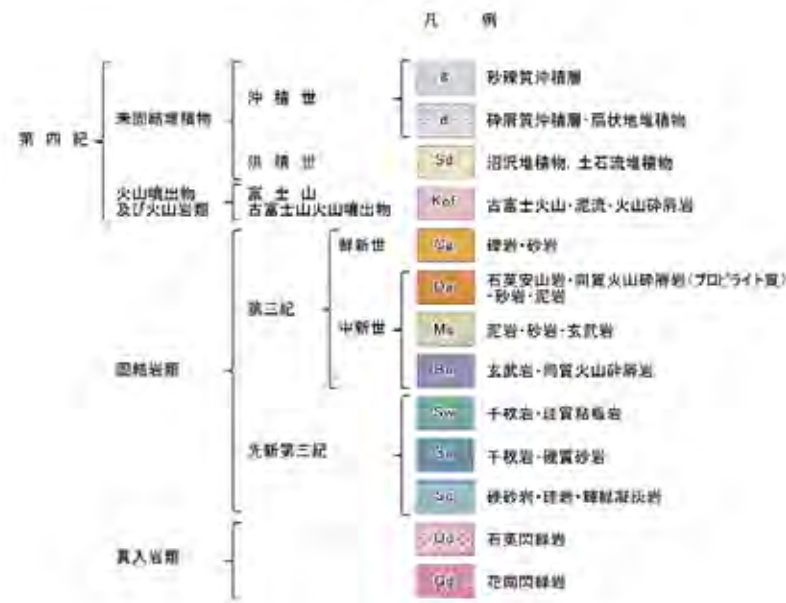 凡 例
第四紀
未固結堆積物
沖積世
砂礫質沖積層
砕屑質沖積層・扇状地堆積物
洪積世
Sd 沼沢堆積物、土石流堆積物
火山噴出物
及び火山岩類
富士山
古富士山火山噴出物
Kof 古富士火山・泥流・火山砕屑岩
固結岩類
第三紀
鮮新世
礫岩・砂岩
中新世
Da 石英安山岩・同質火山砕屑岩(プロピライト質)
・砂岩・泥岩
Ms 泥岩・砂岩・玄武岩
玄武岩・同質火山砕屑岩
先新第三紀
千枚岩・珪質粘板岩
千枚岩・硬質砂岩
硬砂岩・珪岩・輝緑凝灰岩
貫入岩類
Qd 石英閃緑岩
Gd 花崗閃緑岩